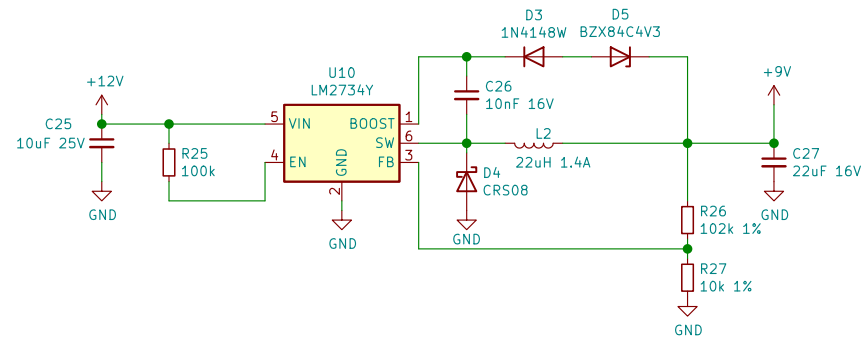 D3
1N4148W
D5
BZX84C4V3
+12V
U10
LM2734Y
C26
10nF 16V
+9V
C25
10uF 25V
R25
100k
5
VIN
BOOST
1
SW
6
4
EN
FB
3
GND
2
L2
22uH 1.4A
D4
CRS08
C27
22uF 16V
GND
GND
GND
GND
R26
102k 1%
R27
10k 1%
GND